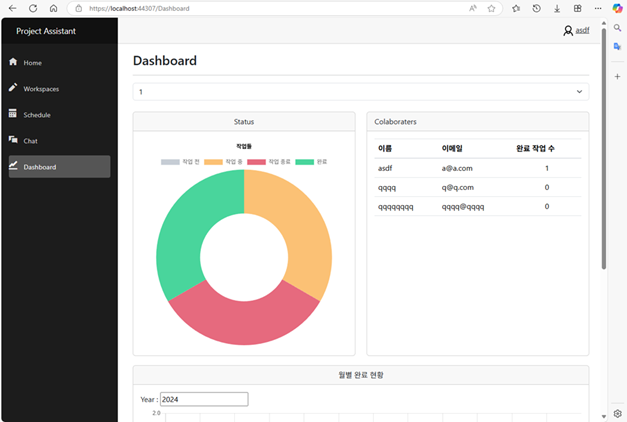 https://localhost:44307/Dashboard
Project Assistant
asdf
Home
Workspaces
Schedule
Chat
Dashboard
Dashboard
1
Status
작업들
작업 전 작업 중 작업 종료 완료
Colaboraters
이름 이메일 완료 작업 수
asdf a@a.com 1
qqqq q@q.com 0
qqqqqqqq qqqq@qqqq 0
월별 완료 현황
Year : 2024
2.0